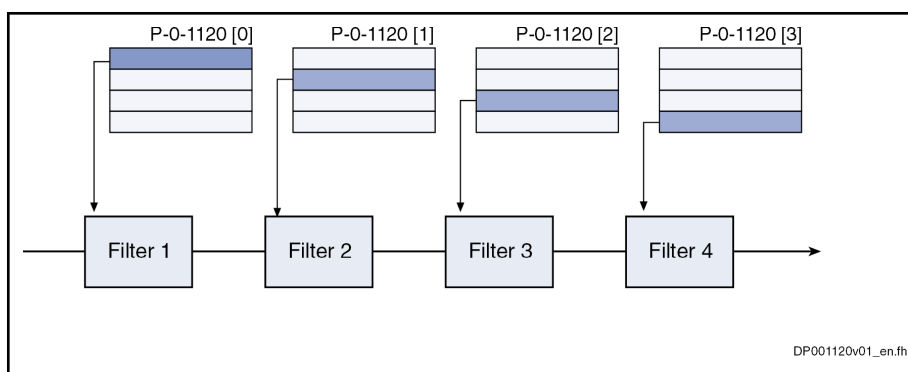 P-0-1120 [0]
P-0-1120 [1]
P-0-1120 [2]
P-0-1120 [3]
Filter 1
Filter 2
Filter 3
Filter 4
DP001120v01_en.fh